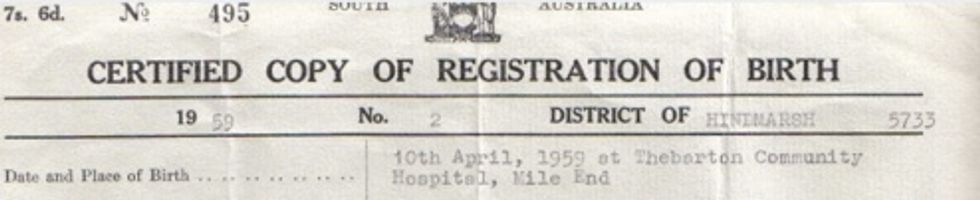 7s. 6d. № 495 SOUTH AUSTRALIA
CERTIFIED COPY OF REGISTRATION OF BIRTH
19 59 No. 2 DISTRICT OF HINDMARSH 5733
10th April, 1959 at Thebarton Community
Date and Place of Birth .. .. .. .. .. .. .. .. Hospital, Mile End